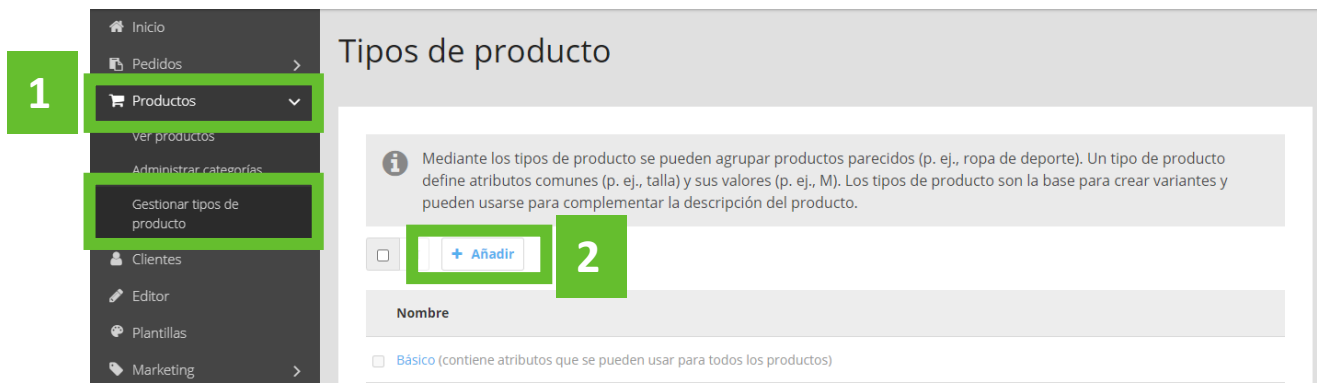 Inicio
Pedidos
1
Productos
Ver productos
Administrar categorías
Gestionar tipos de
producto
Clientes
Editor
Plantillas
Marketing
Tipos de producto
Mediante los tipos de producto se pueden agrupar productos parecidos (p. ej., ropa de deporte). Un tipo de producto
define atributos comunes (p. ej., talla) y sus valores (p. ej., M). Los tipos de producto son la base para crear variantes y
pueden usarse para complementar la descripción del producto.
+ Añadir
2
Nombre
Básico (contiene atributos que se pueden usar para todos los productos)